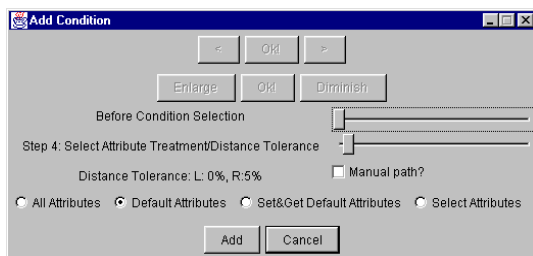 Add Condition
< Ok! >
Enlarge Ok! Diminish
Before Condition Selection
Step 4: Select Attribute Treatment/Distance Tolerance
Distance Tolerance: L: 0%, R:5% Manual path?
All Attributes Default Attributes Set&Get Default Attributes Select Attributes
Add Cancel